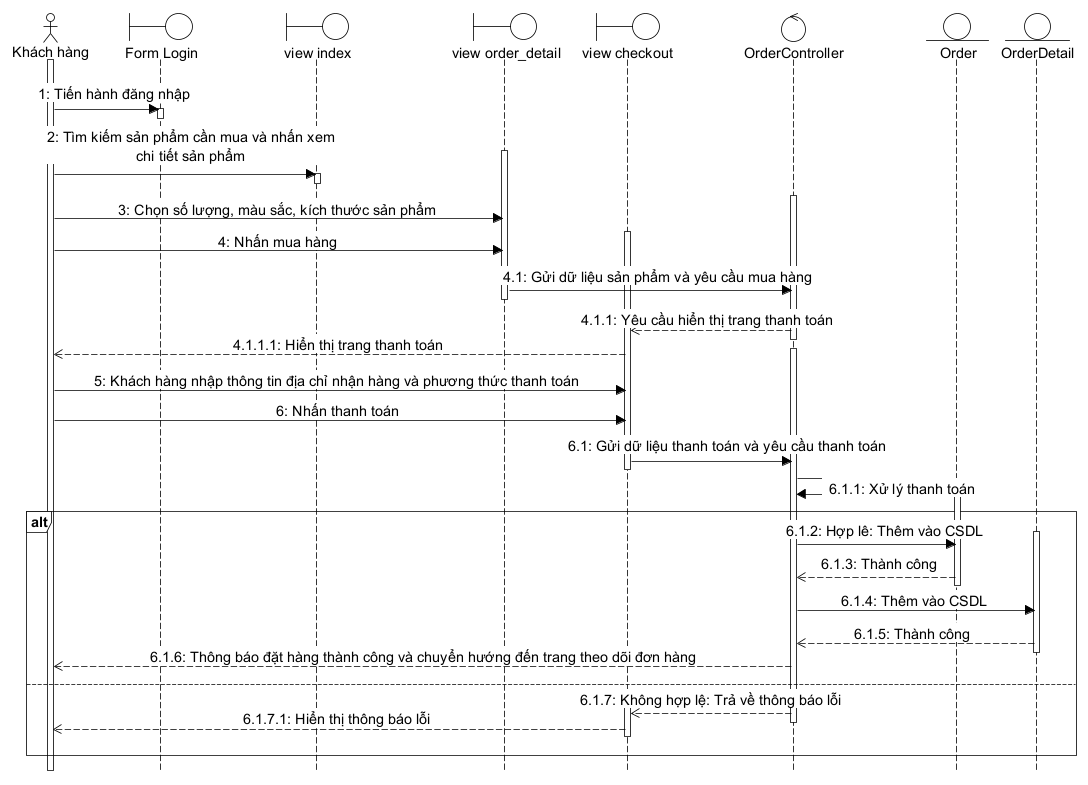 Khách hàng
Form Login
view index
view order_detail
view checkout
OrderController
Order
OrderDetail
1: Tiến hành đăng nhập
2: Tìm kiếm sản phẩm cần mua và nhấn xem
chi tiết sản phẩm
3: Chọn số lượng, màu sắc, kích thước sản phẩm
4: Nhấn mua hàng
4.1: Gửi dữ liệu sản phẩm và yêu cầu mua hàng
4.1.1: Yêu cầu hiển thị trang thanh toán
4.1.1.1: Hiển thị trang thanh toán
5: Khách hàng nhập thông tin địa chỉ nhận hàng và phương thức thanh toán
6: Nhấn thanh toán
6.1: Gửi dữ liệu thanh toán và yêu cầu thanh toán
6.1.1: Xử lý thanh toán
alt
6.1.2: Hợp lê: Thêm vào CSDL
6.1.3: Thành công
6.1.4: Thêm vào CSDL
6.1.5: Thành công
6.1.6: Thông báo đặt hàng thành công và chuyển hướng đến trang theo dõi đơn hàng
6.1.7: Không hợp lệ: Trả về thông báo lỗi
6.1.7.1: Hiển thị thông báo lỗi